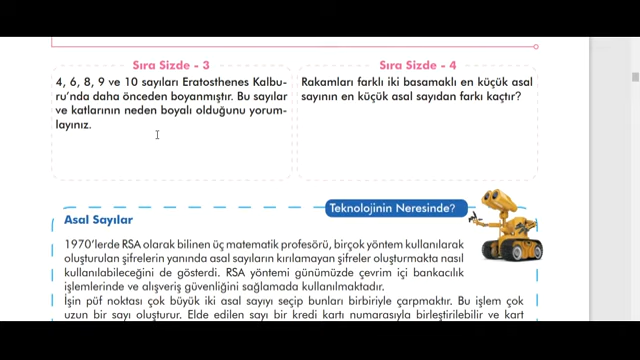 Sıra Sizde - 3
4, 6, 8, 9 ve 10 sayıları Eratosthenes Kalbu-
ru'nda daha önceden boyanmıştır. Bu sayılar
ve katlarının neden boyalı olduğunu yorum-
layınız.
Sıra Sizde - 4
Rakamları farklı iki basamaklı en küçük asal
sayının en küçük asal sayıdan farkı kaçtır?
Teknolojinin Neresinde?
Asal Sayılar
1970'lerde RSA olarak bilinen üç matematik profesörü, birçok yöntem kullanılarak
oluşturulan şifrelerin yanında asal sayıların kırılamayan şifreler oluşturmakta nasıl
kullanılabileceğini de gösterdi. RSA yöntemi günümüzde çevrim içi bankacılık
işlemlerinde ve alışveriş güvenliğini sağlamada kullanılmaktadır.
İşin püf noktası çok büyük iki asal sayıyı seçip bunları birbiriyle çarpmaktır. Bu işlem çok
uzun bir sayı oluşturur. Elde edilen sayı bir kredi kartı numarasıyla birleştirilebilir ve kart